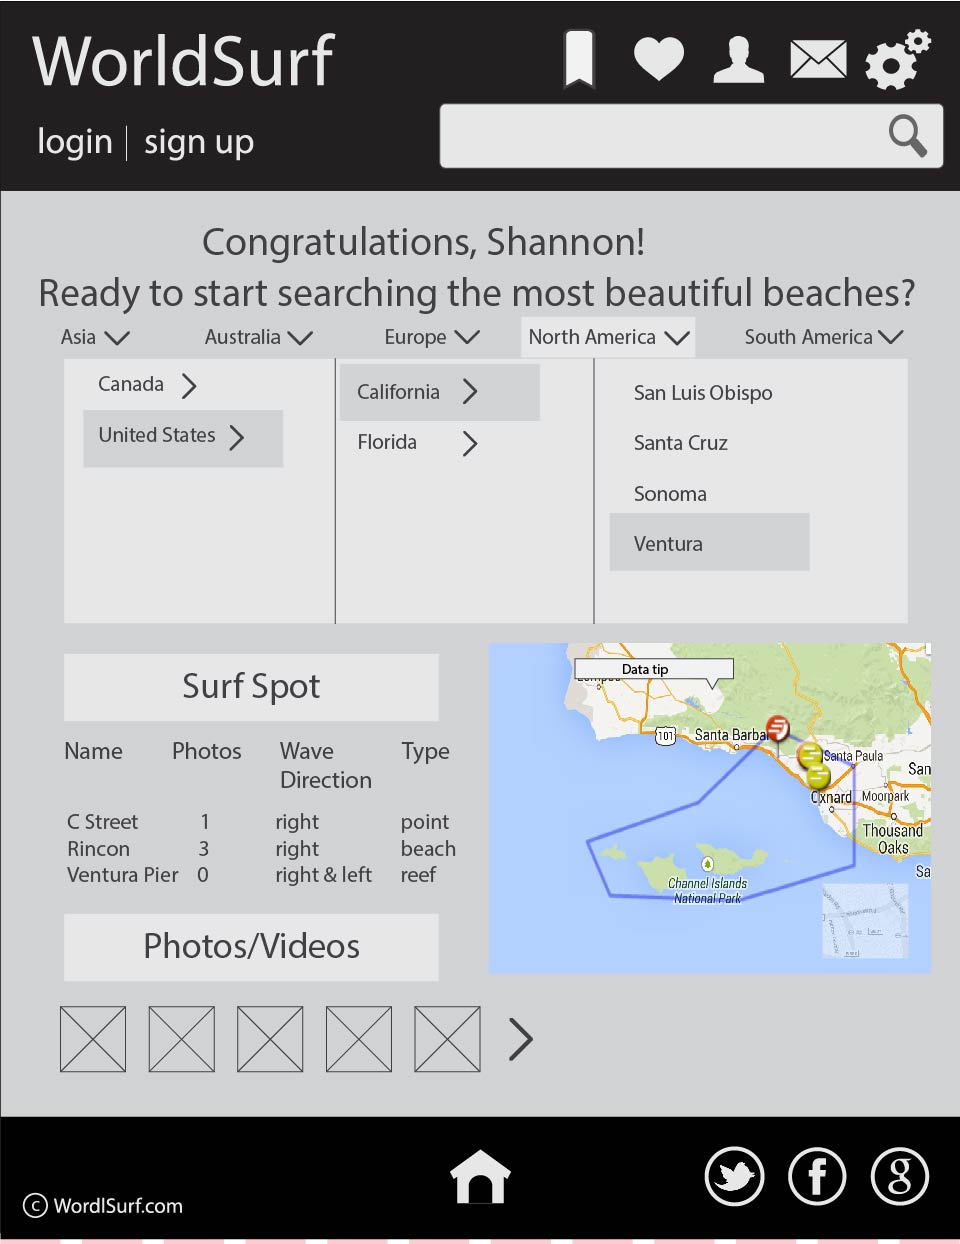 WorldSurf
login | sign up
Congratulations, Shannon!
Ready to start searching the most beautiful beaches?
Asia Australia Europe North America South America
Canada
United States
California
Florida
San Luis Obispo
Santa Cruz
Sonoma
Ventura
Surf Spot
Name Photos Wave Direction Type
C Street 1 right point
Rincon 3 right beach
Ventura Pier 0 right & left reef
Data tip
101
Santa Barba
Santa Paula
San
Oxnard
Moorpark
Thousand
Oaks
Sa
Channel Islands
National Park
Photos/Videos
© WordlSurf.com